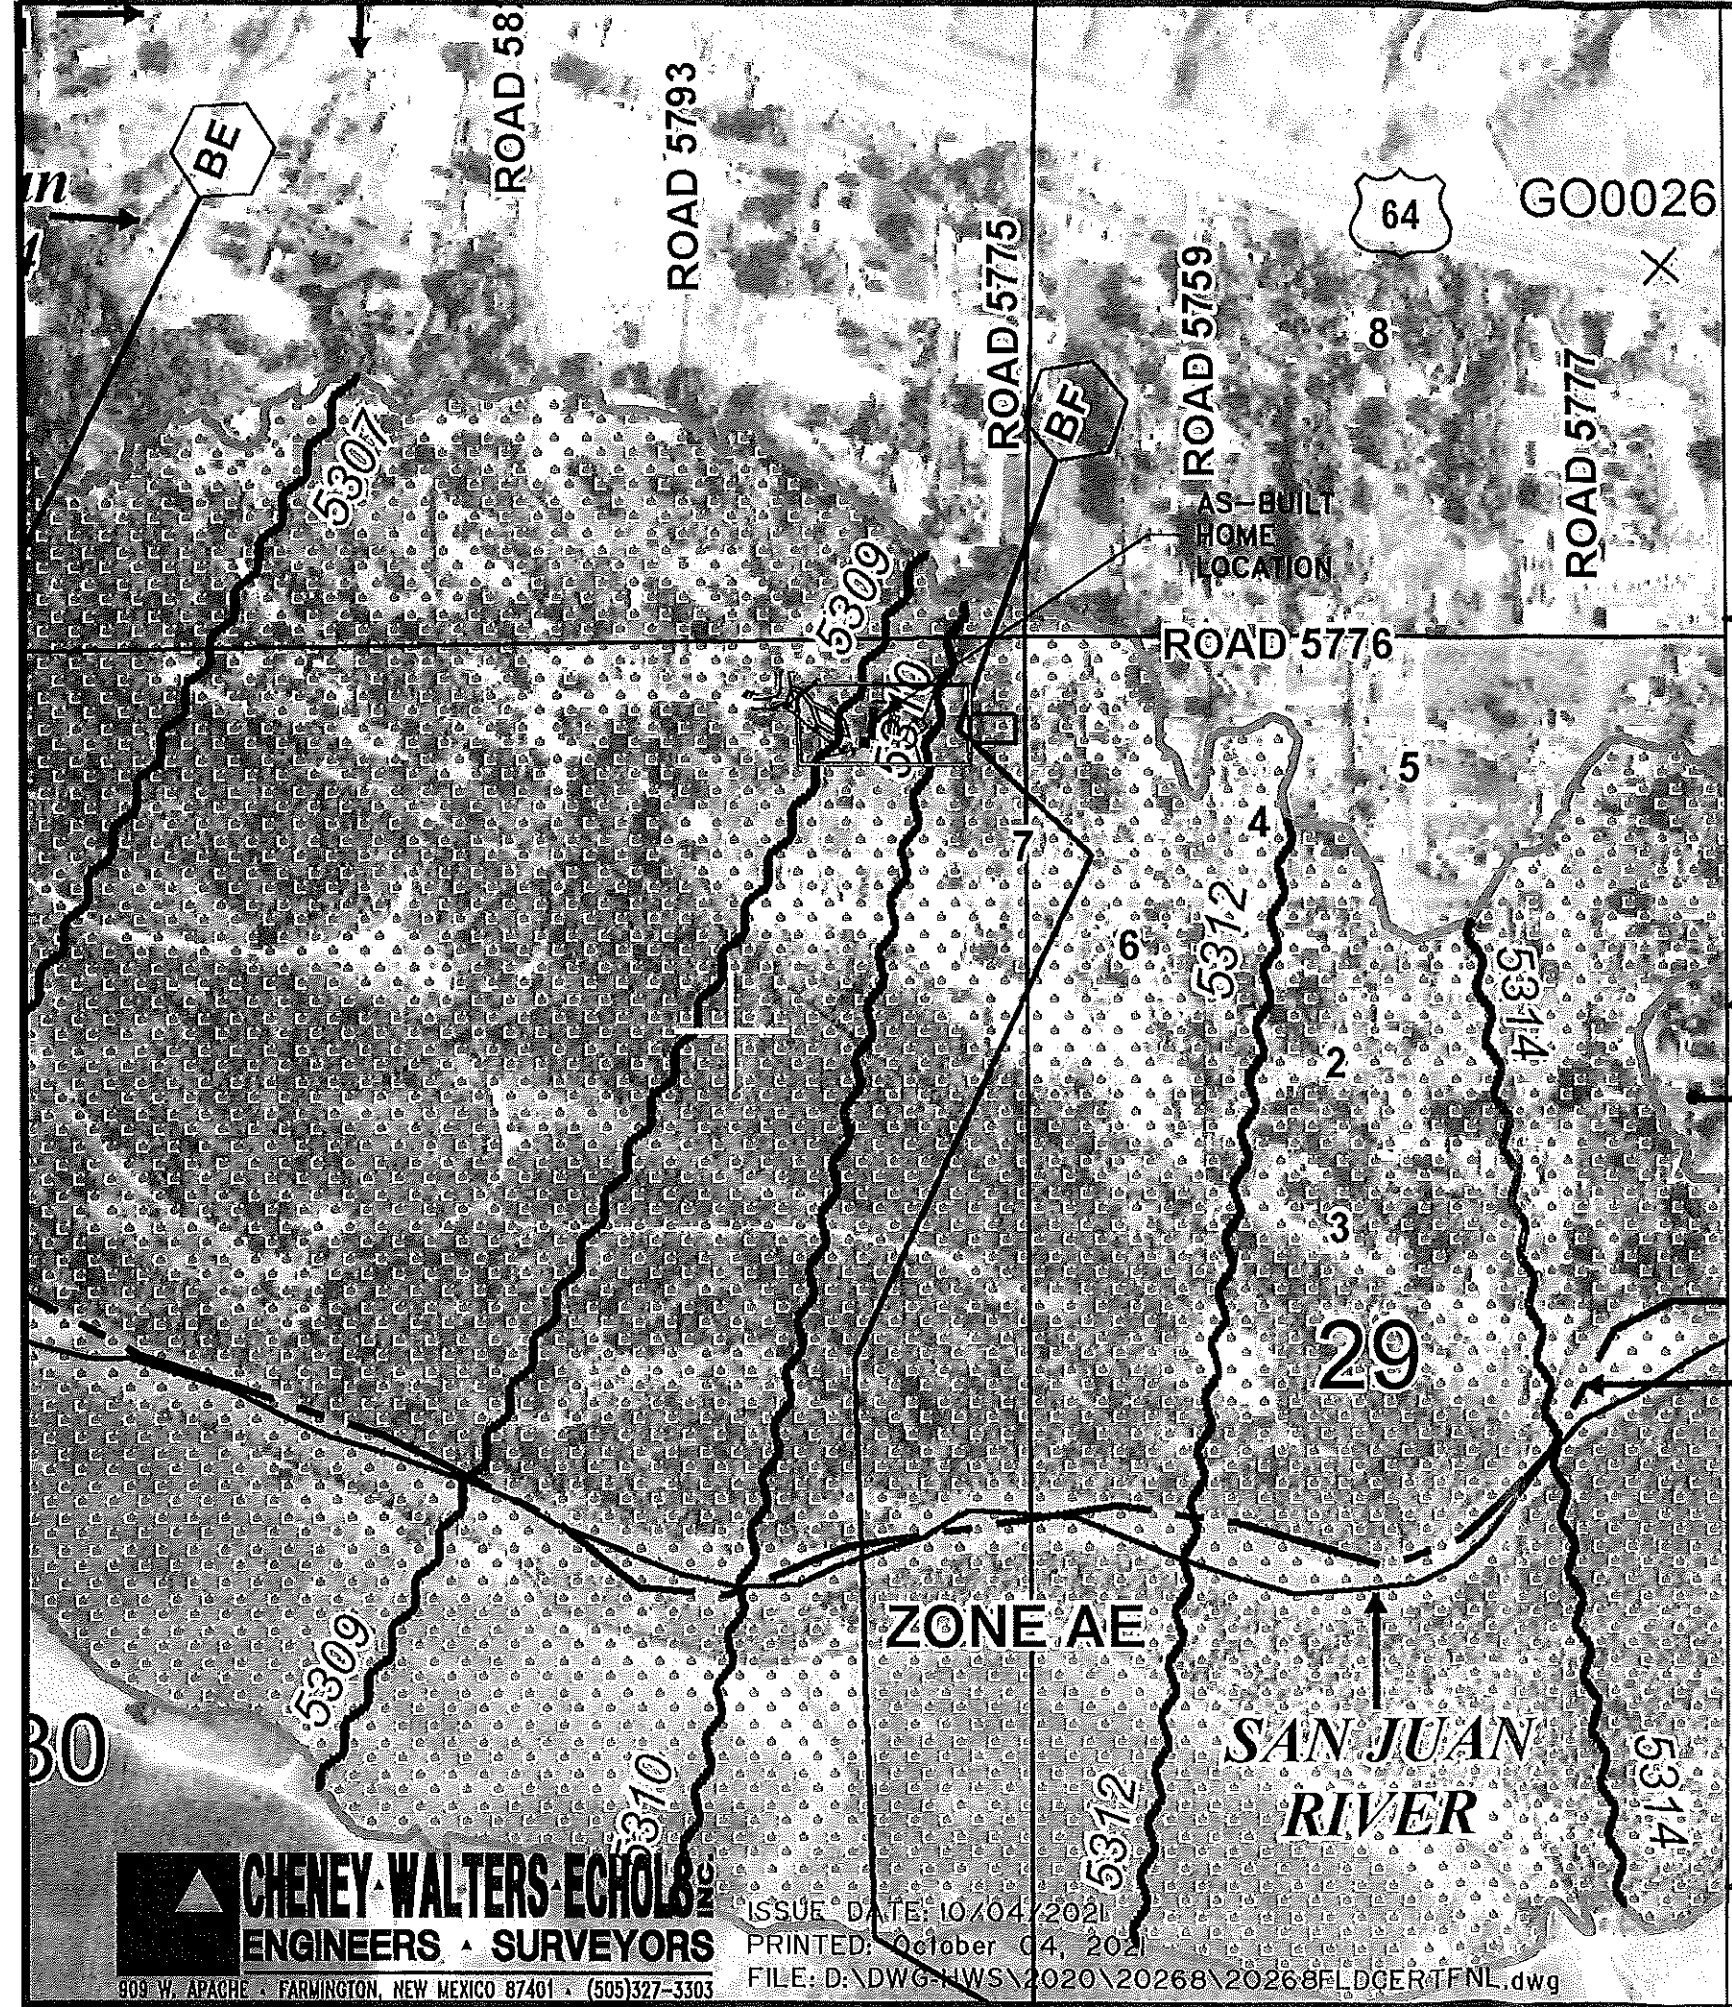 ROAD 58
ROAD 5793
BE
GO0026
64
ROAD 5775
ROAD 5759
8
ROAD 5777
BF
5307
AS-BUILT
HOME
LOCATION
5309
ROAD 5776
5310
5
4
7
5312
6
5314
2
3
29
ZONE AE
5309
SAN JUAN
RIVER
30
5310
5312
5314
CHENEY-WALTERS-ECHOLS INC.
ENGINEERS • SURVEYORS
909 W. APACHE • FARMINGTON, NEW MEXICO 87401 • (505)327-3303
ISSUE DATE: 10/04/2021
PRINTED: October 04, 2021
FILE: D:\DWG-HWS\2020\20268\20268FLDCERTFNL.dwg